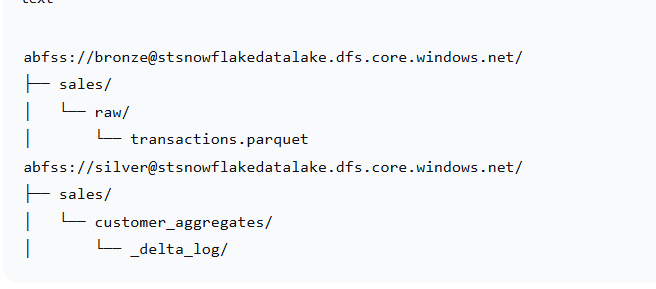 text
abfss://bronze@stsnowflakedatalake.dfs.core.windows.net/
├── sales/
│   └── raw/
│       └── transactions.parquet
abfss://silver@stsnowflakedatalake.dfs.core.windows.net/
├── sales/
│   └── customer_aggregates/
│       └── _delta_log/